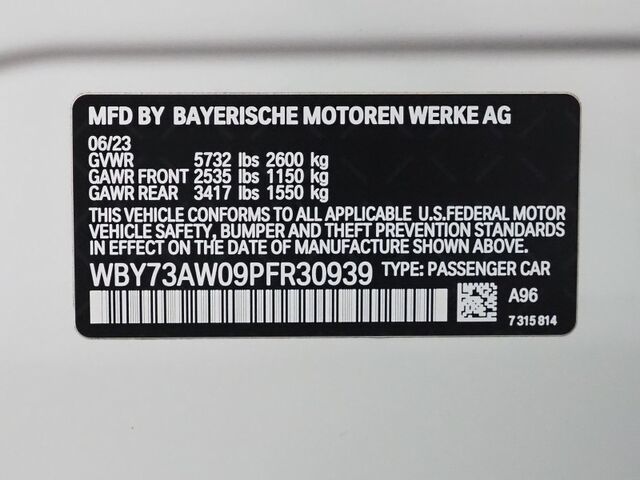 MFD BY BAYERISCHE MOTOREN WERKE AG
06/23
GVWR 5732 lbs 2600 kg
GAWR FRONT 2535 lbs 1150 kg
GAWR REAR 3417 lbs 1550 kg
THIS VEHICLE CONFORMS TO ALL APPLICABLE U.S.FEDERAL MOTOR
VEHICLE SAFETY, BUMPER AND THEFT PREVENTION STANDARDS
IN EFFECT ON THE DATE OF MANUFACTURE SHOWN ABOVE.
WBY73AW09PFR30939 TYPE: PASSENGER CAR
A96
7 315 814